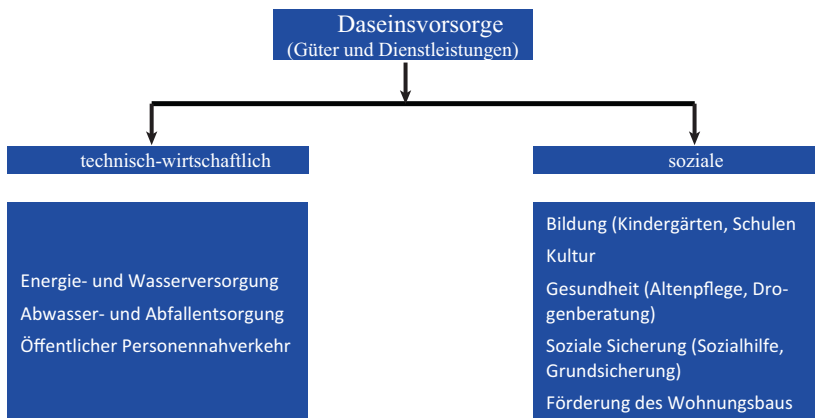 Daseinsvorsorge
(Güter und Dienstleistungen)
technisch-wirtschaftlich
soziale
Energie- und Wasserversorgung
Abwasser- und Abfallentsorgung
Öffentlicher Personennahverkehr
Bildung (Kindergärten, Schulen
Kultur
Gesundheit (Altenpflege, Dro-
genberatung)
Soziale Sicherung (Sozialhilfe,
Grundsicherung)
Förderung des Wohnungsbaus